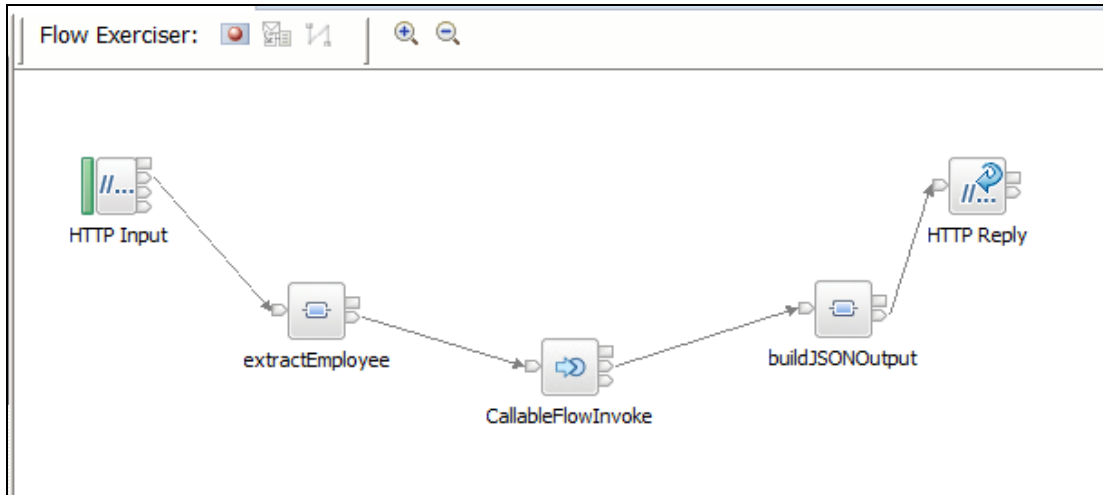 Flow Exerciser:
//...
HTTP Input
//...
HTTP Reply
extractEmployee
buildJSONOutput
CallableFlowInvoke